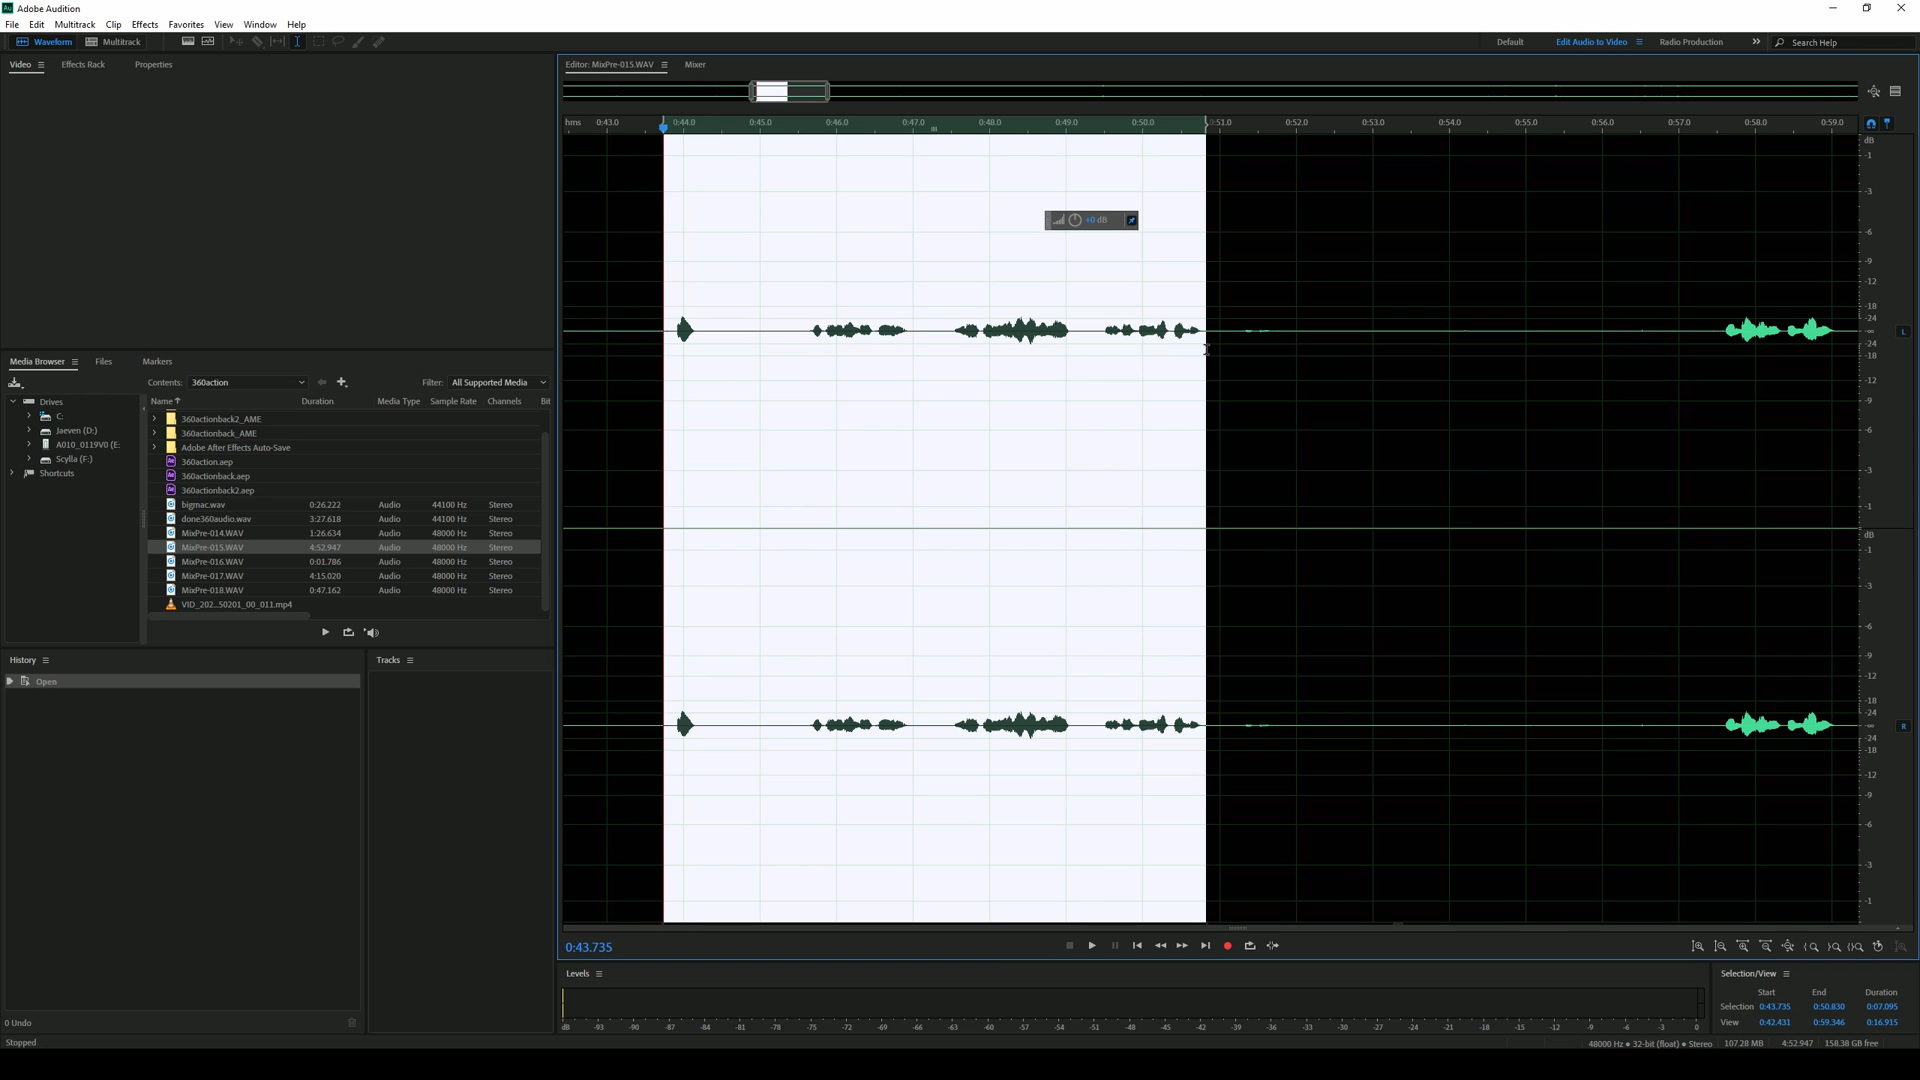 Adobe Audition
File Edit Multitrack Clip Effects Favorites View Window Help
Waveform Multitrack Default Edit Audio to Video Radio Production Search Help
Video Effects Rack Properties
Editor: MixPre-015.WAV Mixer
hms 0:43.0 0:44.0 0:45.0 0:46.0 0:47.0 0:48.0 0:49.0 0:50.0 0:51.0 0:52.0 0:53.0 0:54.0 0:55.0 0:56.0 0:57.0 0:58.0 0:59.0
dB
-1
-3
+0 dB
-6
-9
-12
-18
-24
-∞
L
-24
-18
-12
-9
-6
-3
-1
dB
-1
-3
-6
-9
-12
-18
-24
-∞
R
-24
-18
-12
-9
-6
-3
-1
Media Browser Files Markers
Contents: 360action Filter: All Supported Media
Drives
C:
Jaeven (D:)
A010_0119V0 (E:
Scylla (F:)
Shortcuts
Name Duration Media Type Sample Rate Channels Bit
360actionback2_AME
360actionback_AME
Adobe After Effects Auto-Save
360action.aep
360actionback.aep
360actionback2.aep
bigmac.wav 0:26.222 Audio 44100 Hz Stereo
done360audio.wav 3:27.618 Audio 44100 Hz Stereo
MixPre-014.WAV 1:26.634 Audio 48000 Hz Stereo
MixPre-015.WAV 4:52.947 Audio 48000 Hz Stereo
MixPre-016.WAV 0:01.786 Audio 48000 Hz Stereo
MixPre-017.WAV 4:15.020 Audio 48000 Hz Stereo
MixPre-018.WAV 0:47.162 Audio 48000 Hz Stereo
VID_202...50201_00_011.mp4
History Tracks
Open
0:43.735
Levels
dB -93 -90 -87 -84 -81 -78 -75 -72 -69 -66 -63 -60 -57 -54 -51 -48 -45 -42 -39 -36 -33 -30 -27 -24 -21 -18 -15 -12 -9 -6 -3 0
Selection/View
Start End Duration
Selection 0:43.735 0:50.830 0:07.095
View 0:42.431 0:59.346 0:16.915
0 Undo
Stopped
48000 Hz ● 32-bit (float) ● Stereo 107.28 MB 4:52.947 158.38 GB free